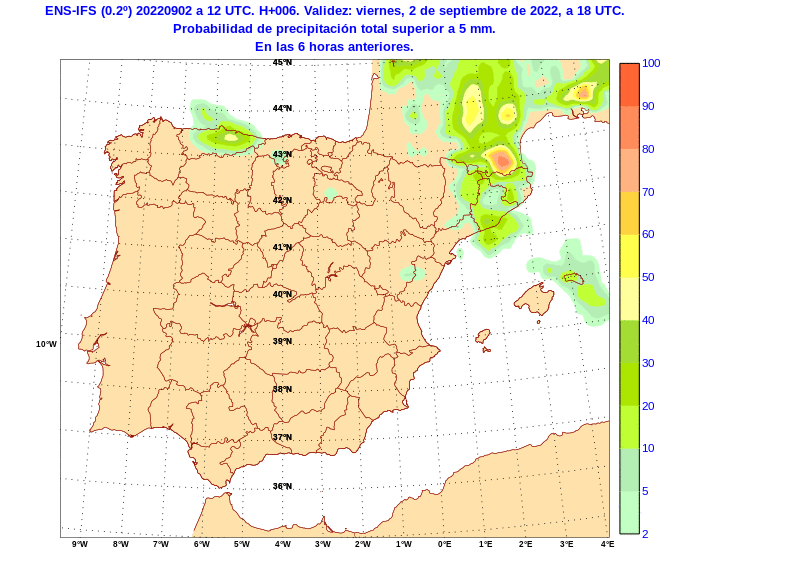 ENS-IFS (0.2º) 20220902 a 12 UTC. H+006. Validez: viernes, 2 de septiembre de 2022, a 18 UTC.
Probabilidad de precipitación total superior a 5 mm.
En las 6 horas anteriores.
45°N
44°N
43°N
42°N
41°N
40°N
39°N
38°N
37°N
36°N
10°W
9°W 8°W 7°W 6°W 5°W 4°W 3°W 2°W 1°W 0°E 1°E 2°E 3°E 4°E
100
90
80
70
60
50
40
30
20
10
5
2